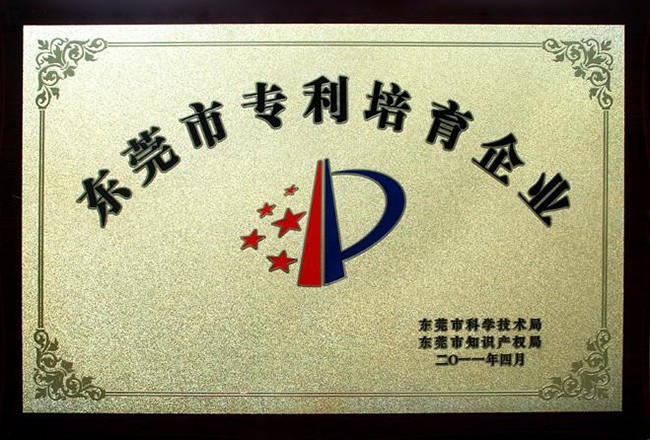 东莞市专利培育企业
东莞市科学技术局
东莞市知识产权局
二〇一一年四月